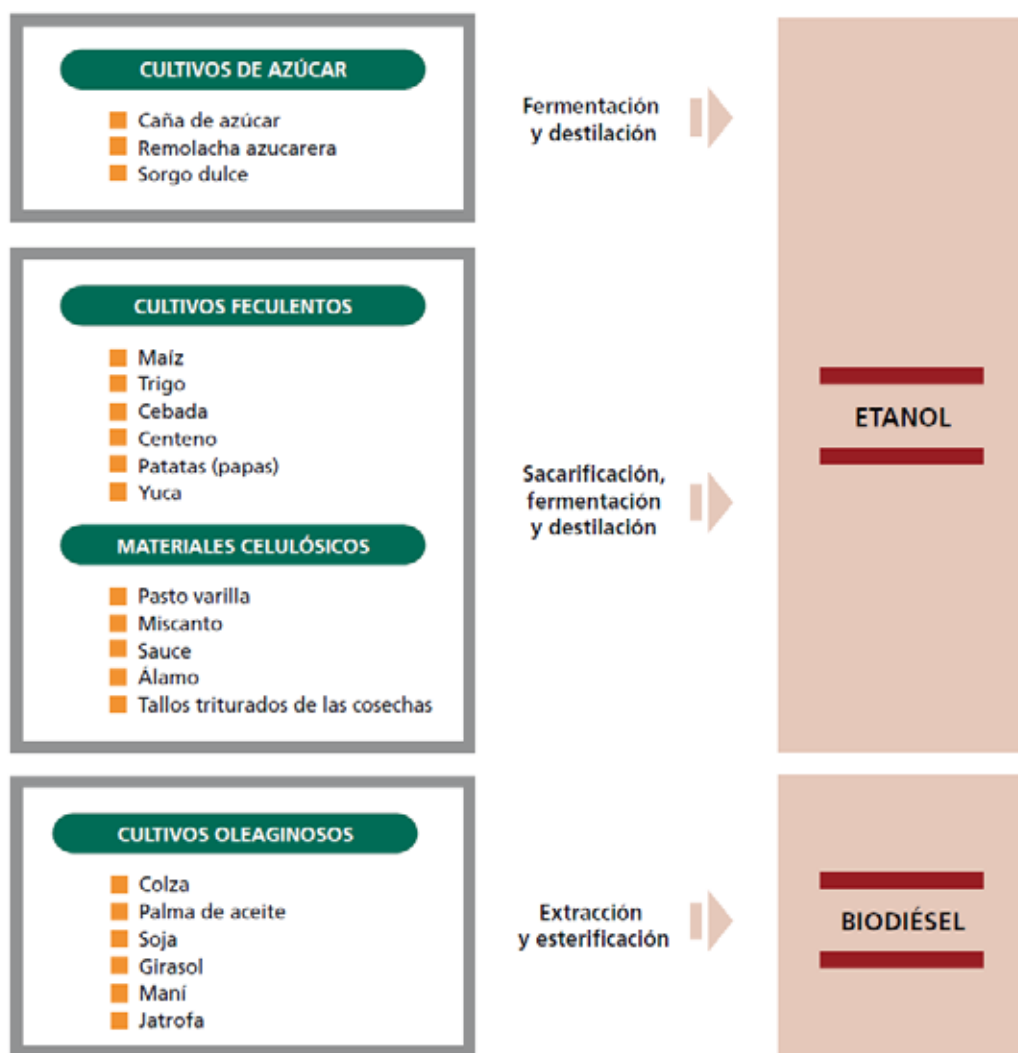 CULTIVOS DE AZÚCAR
Caña de azúcar
Remolacha azucarera
Sorgo dulce
Fermentación
y destilación
CULTIVOS FECULENTOS
Maíz
Trigo
Cebada
Centeno
Patatas (papas)
Yuca
MATERIALES CELULÓSICOS
Pasto varilla
Miscanto
Sauce
Álamo
Tallos triturados de las cosechas
Sacarificación,
fermentación
y destilación
ETANOL
CULTIVOS OLEAGINOSOS
Colza
Palma de aceite
Soja
Girasol
Maní
Jatrofa
Extracción
y esterificación
BIODIÉSEL